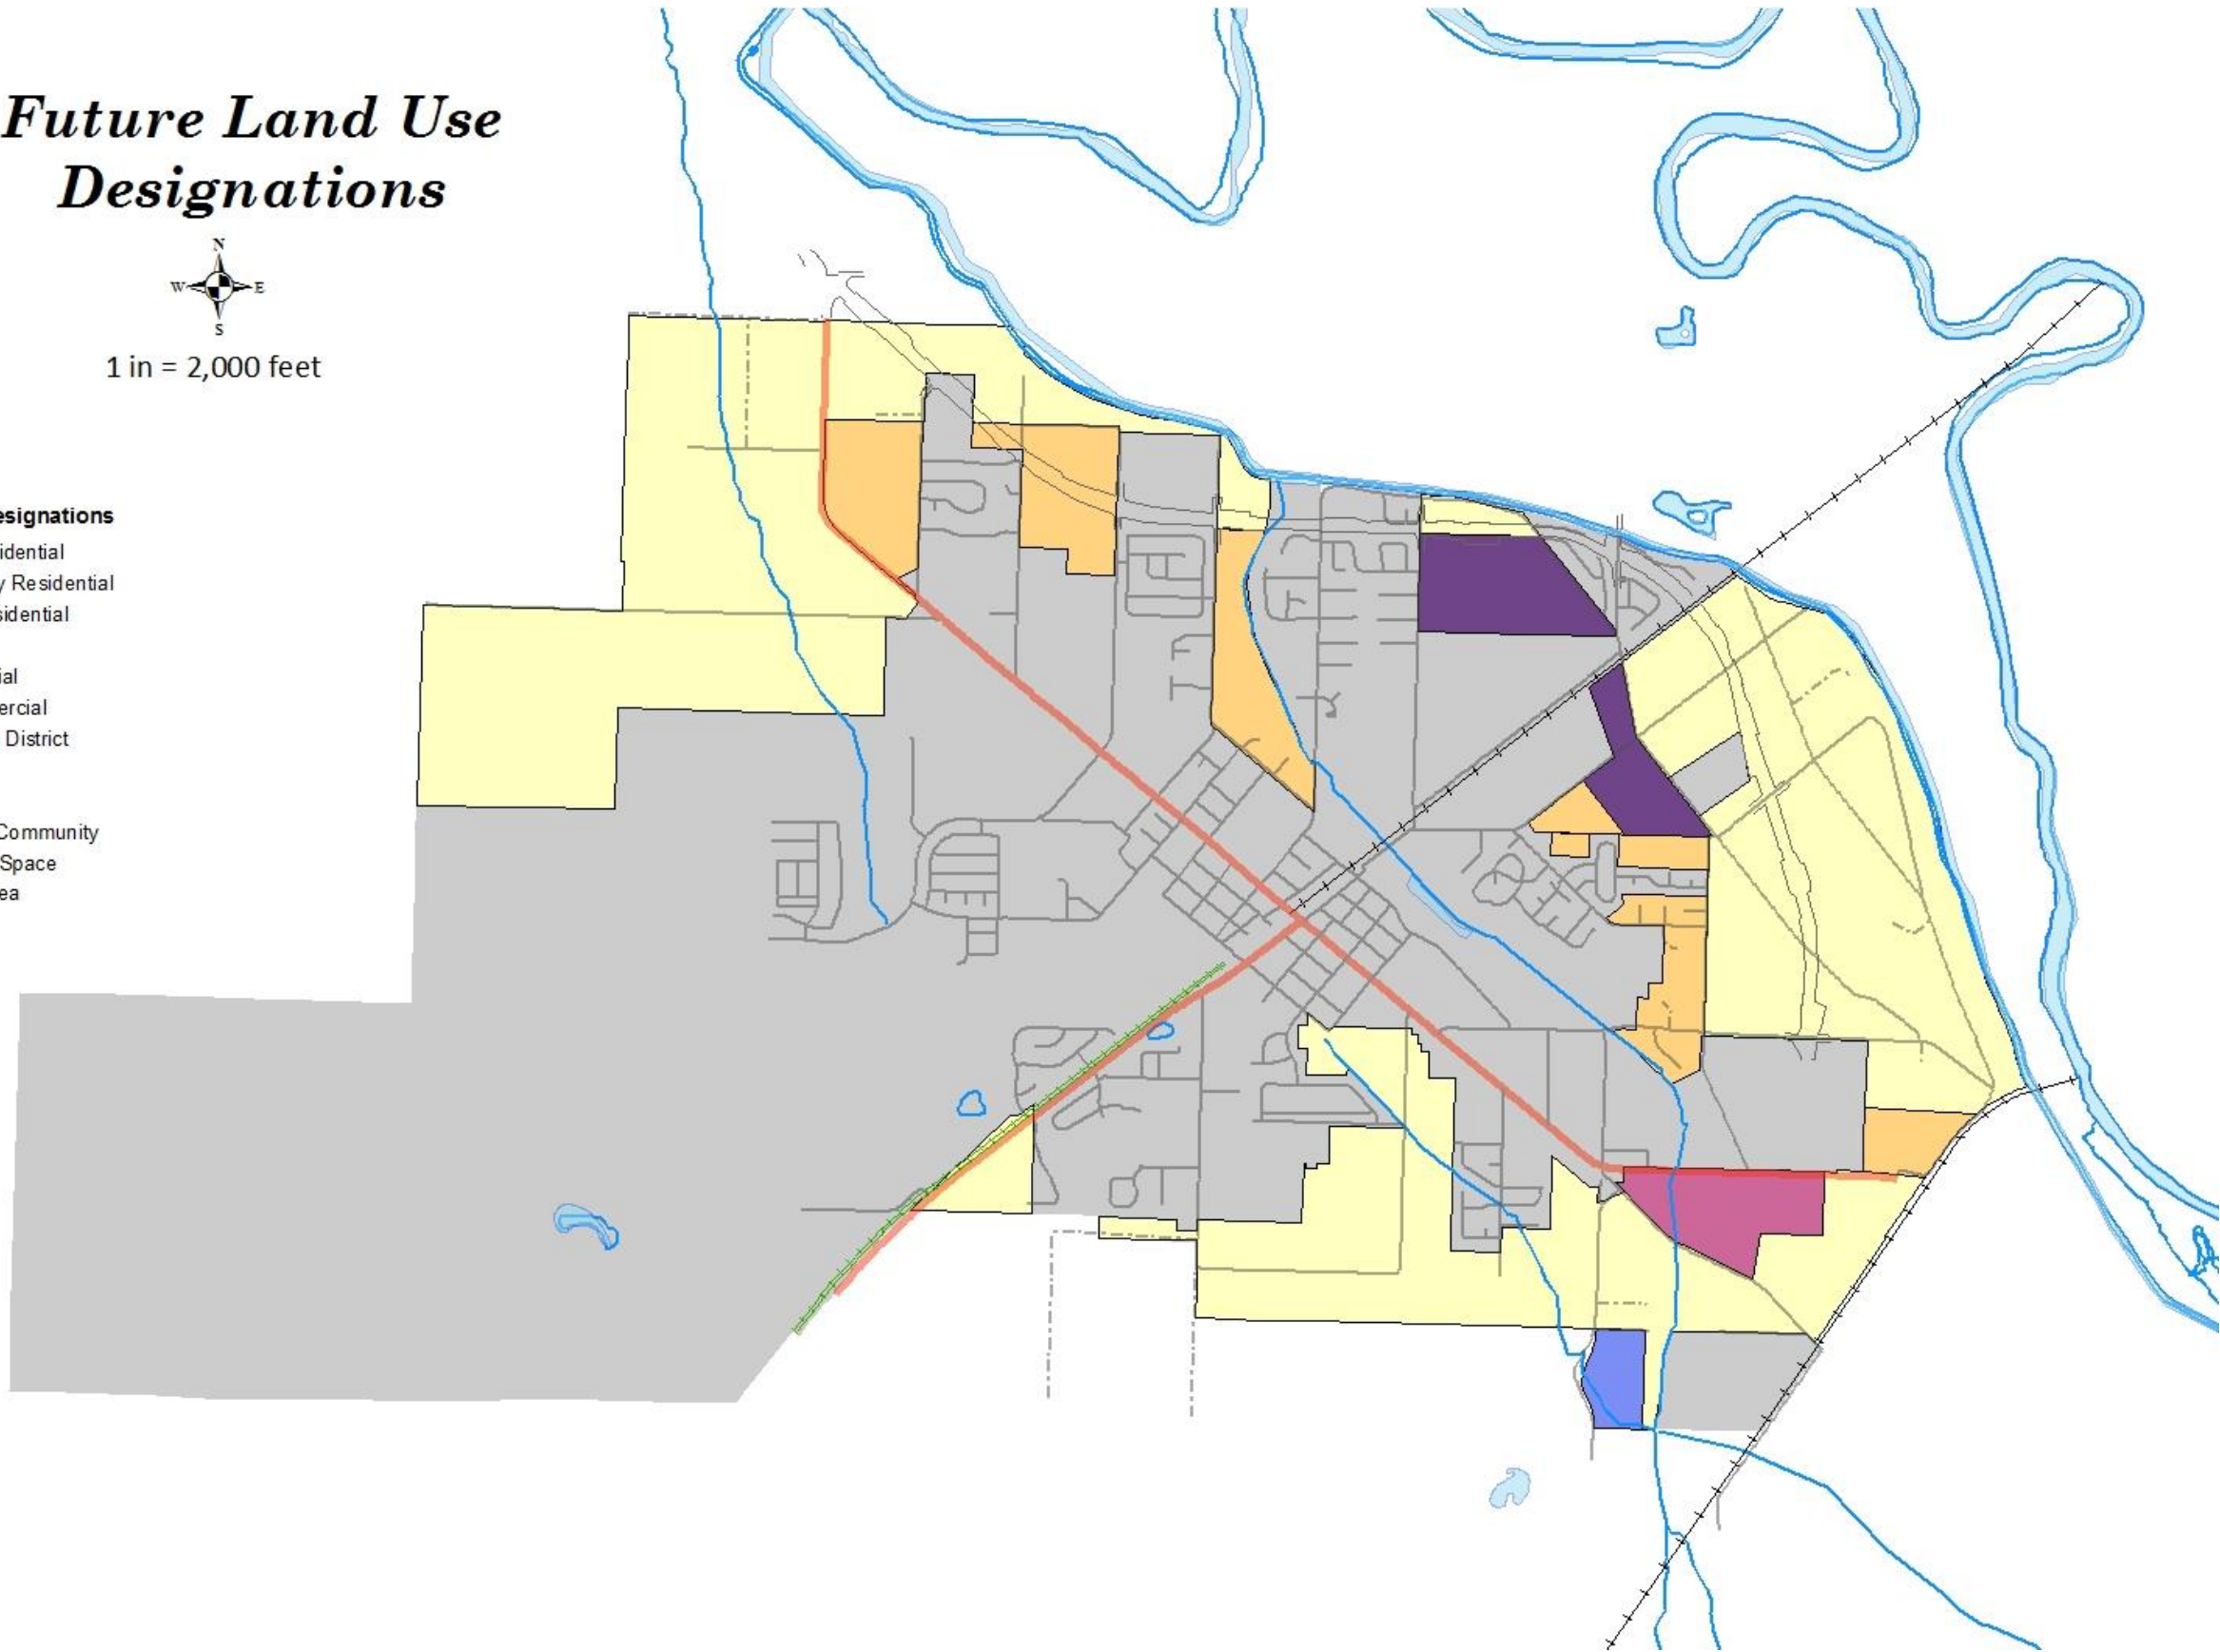 Future Land Use
Designations
N
W E
S
1 in = 2,000 feet
esignations
idential
y Residential
sidential
ial
ercial
District
Community
Space
ea